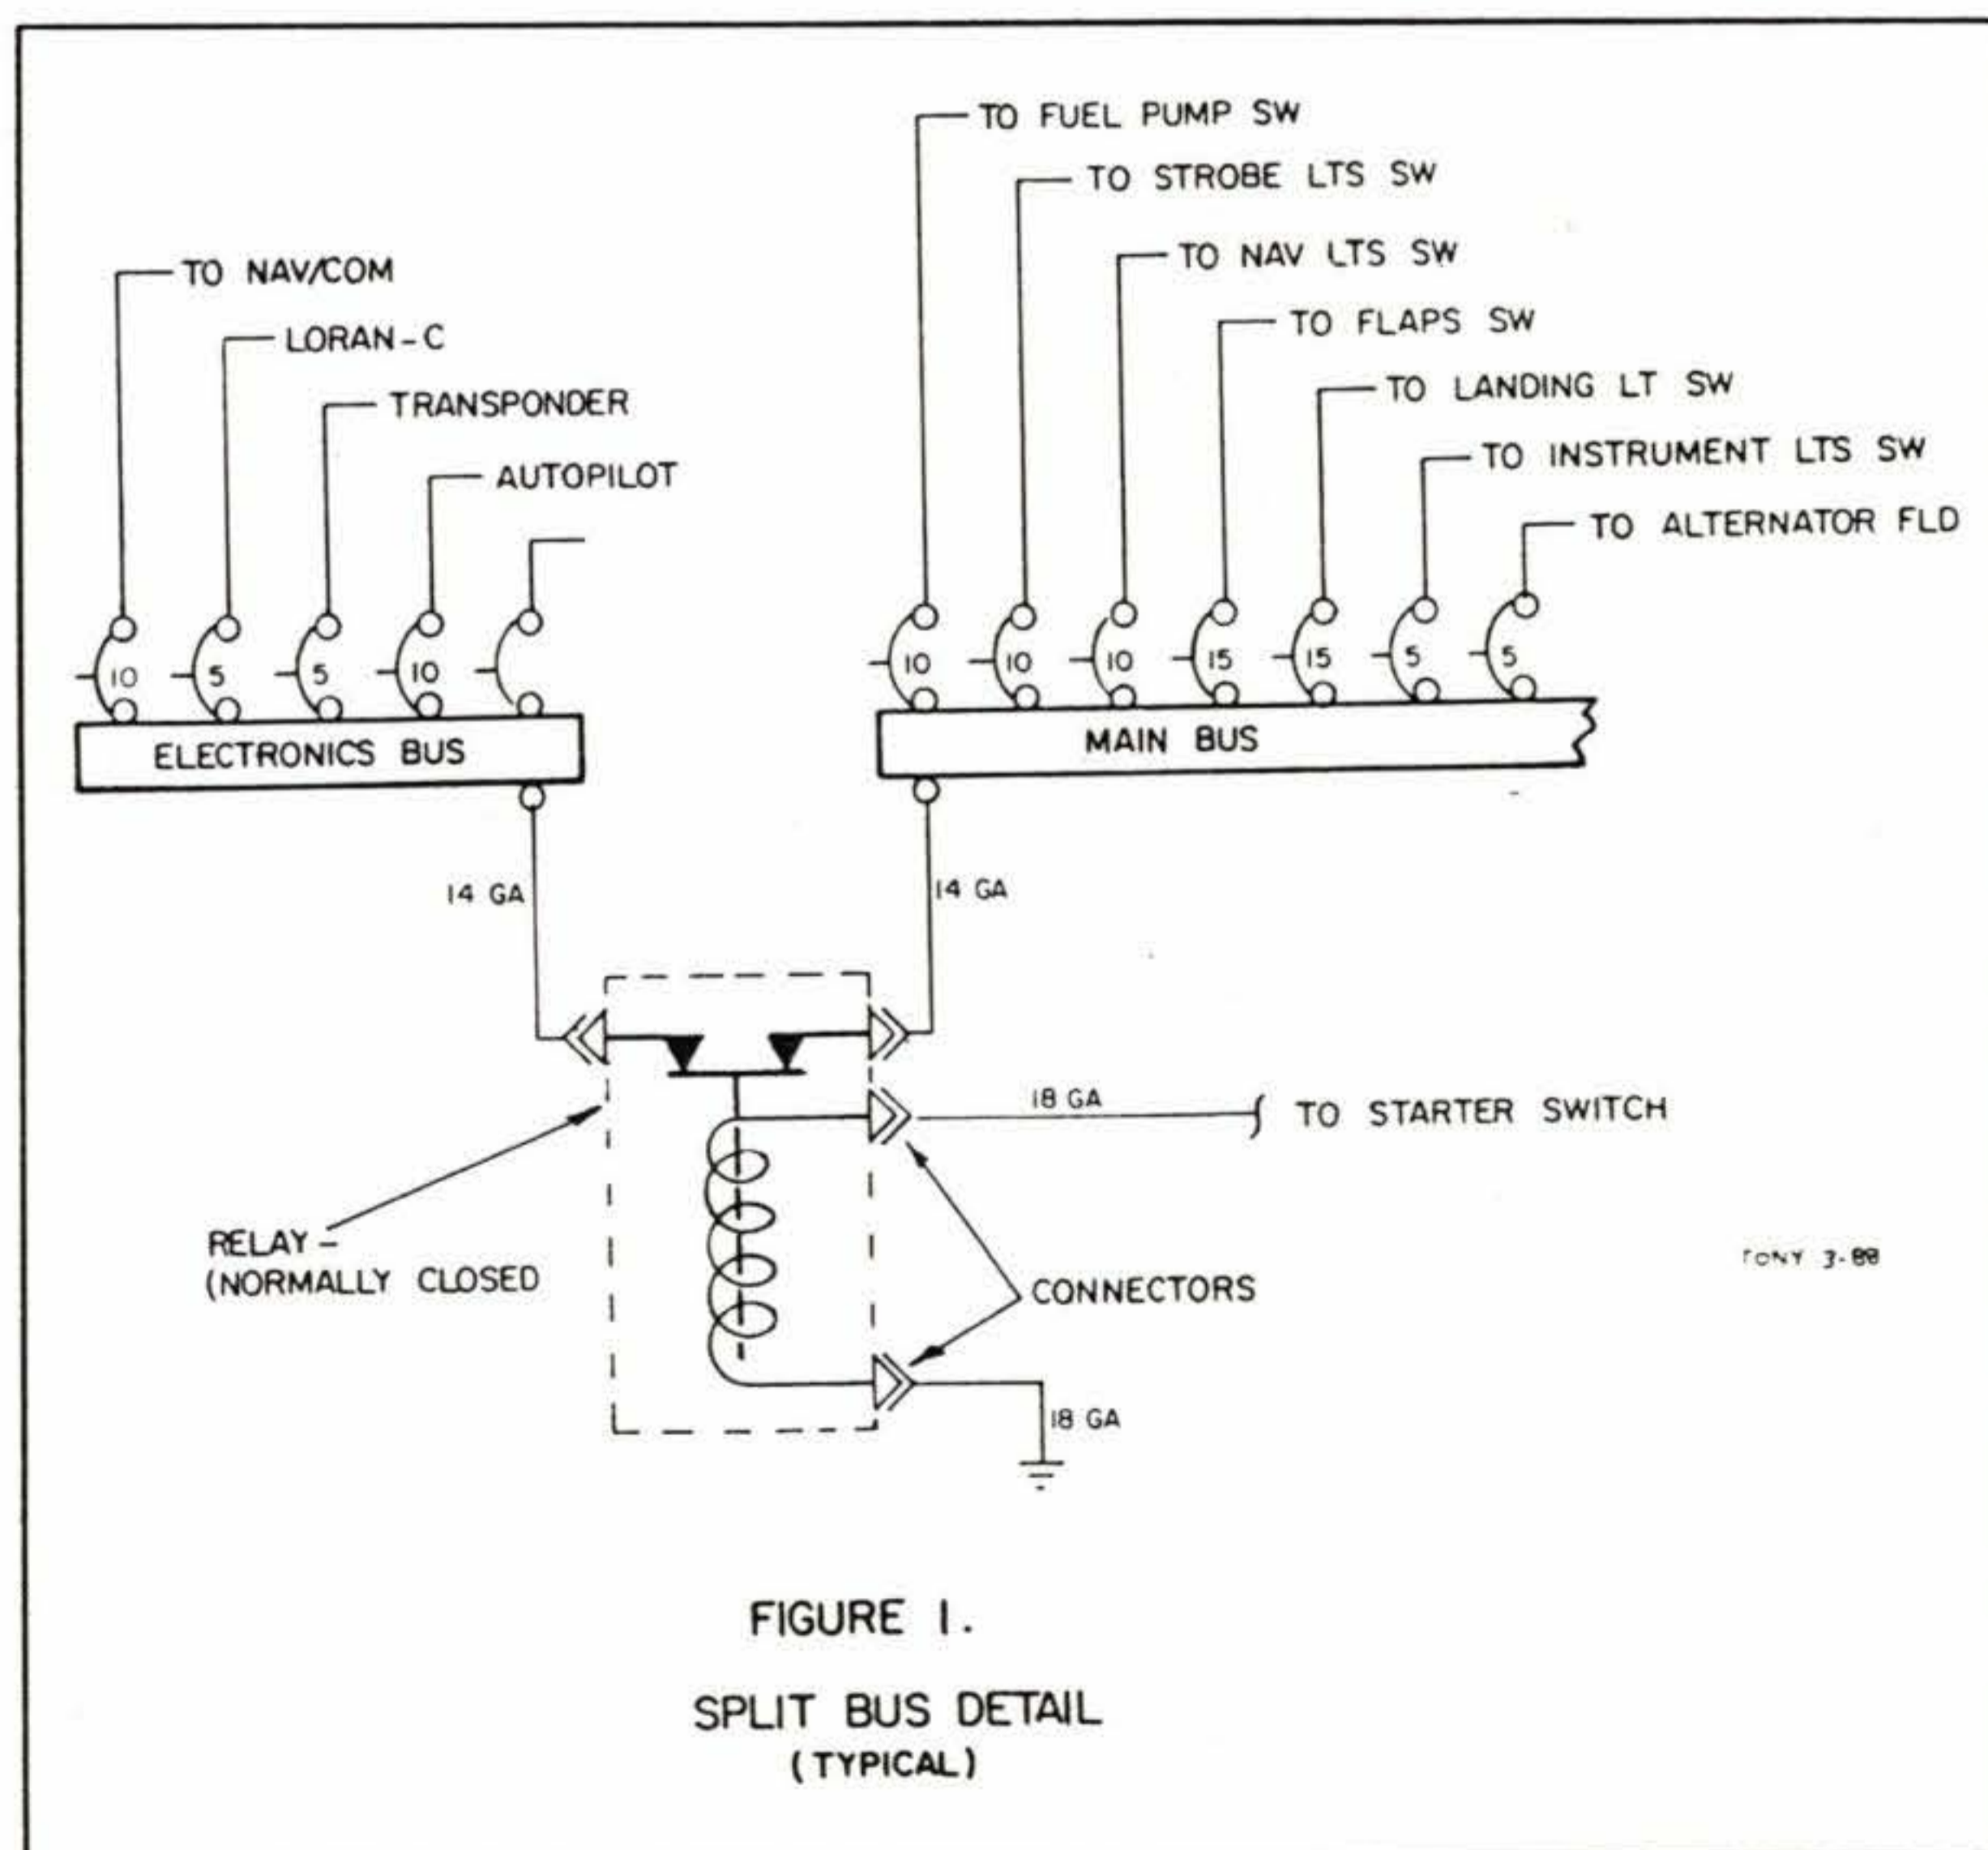 TO FUEL PUMP SW
TO STROBE LTS SW
TO NAV LTS SW
TO FLAPS SW
TO LANDING LT SW
TO INSTRUMENT LTS SW
TO ALTERNATOR FLD
TO NAV/COM
LORAN-C
TRANSPONDER
AUTOPILOT
10 5 5 10
10 10 10 15 15 5 5
ELECTRONICS BUS
MAIN BUS
14 GA
14 GA
18 GA
TO STARTER SWITCH
RELAY –
(NORMALLY CLOSED
CONNECTORS
TONY 3-88
18 GA
FIGURE 1.
SPLIT BUS DETAIL
(TYPICAL)